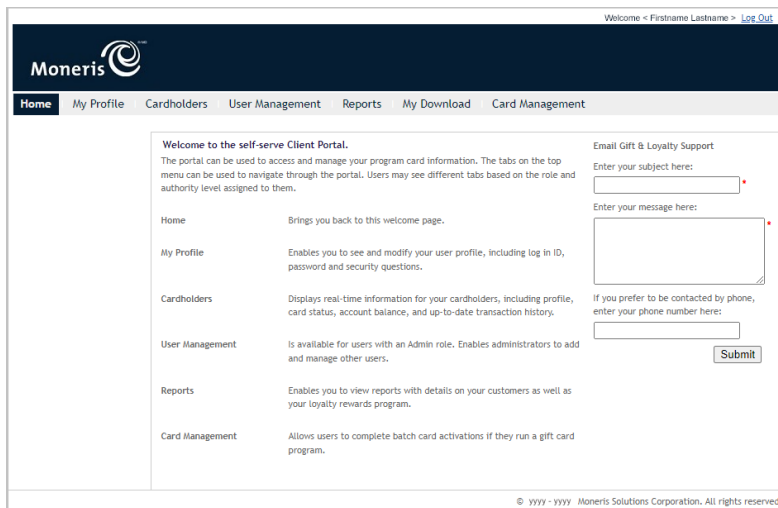 Welcome < Firstname Lastname > Log Out
Moneris
Home My Profile Cardholders User Management Reports My Download Card Management
Welcome to the self-serve Client Portal.
The portal can be used to access and manage your program card information. The tabs on the top
menu can be used to navigate through the portal. Users may see different tabs based on the role and
authority level assigned to them.
Home Brings you back to this welcome page.
My Profile Enables you to see and modify your user profile, including log in ID,
password and security questions.
Cardholders Displays real-time information for your cardholders, including profile,
card status, account balance, and up-to-date transaction history.
User Management Is available for users with an Admin role. Enables administrators to add
and manage other users.
Reports Enables you to view reports with details on your customers as well as
your loyalty rewards program.
Card Management Allows users to complete batch card activations if they run a gift card
program.
Email Gift & Loyalty Support
Enter your subject here:
*
Enter your message here:
*
If you prefer to be contacted by phone,
enter your phone number here:
Submit
© yyyy - yyyy Moneris Solutions Corporation. All rights reserved